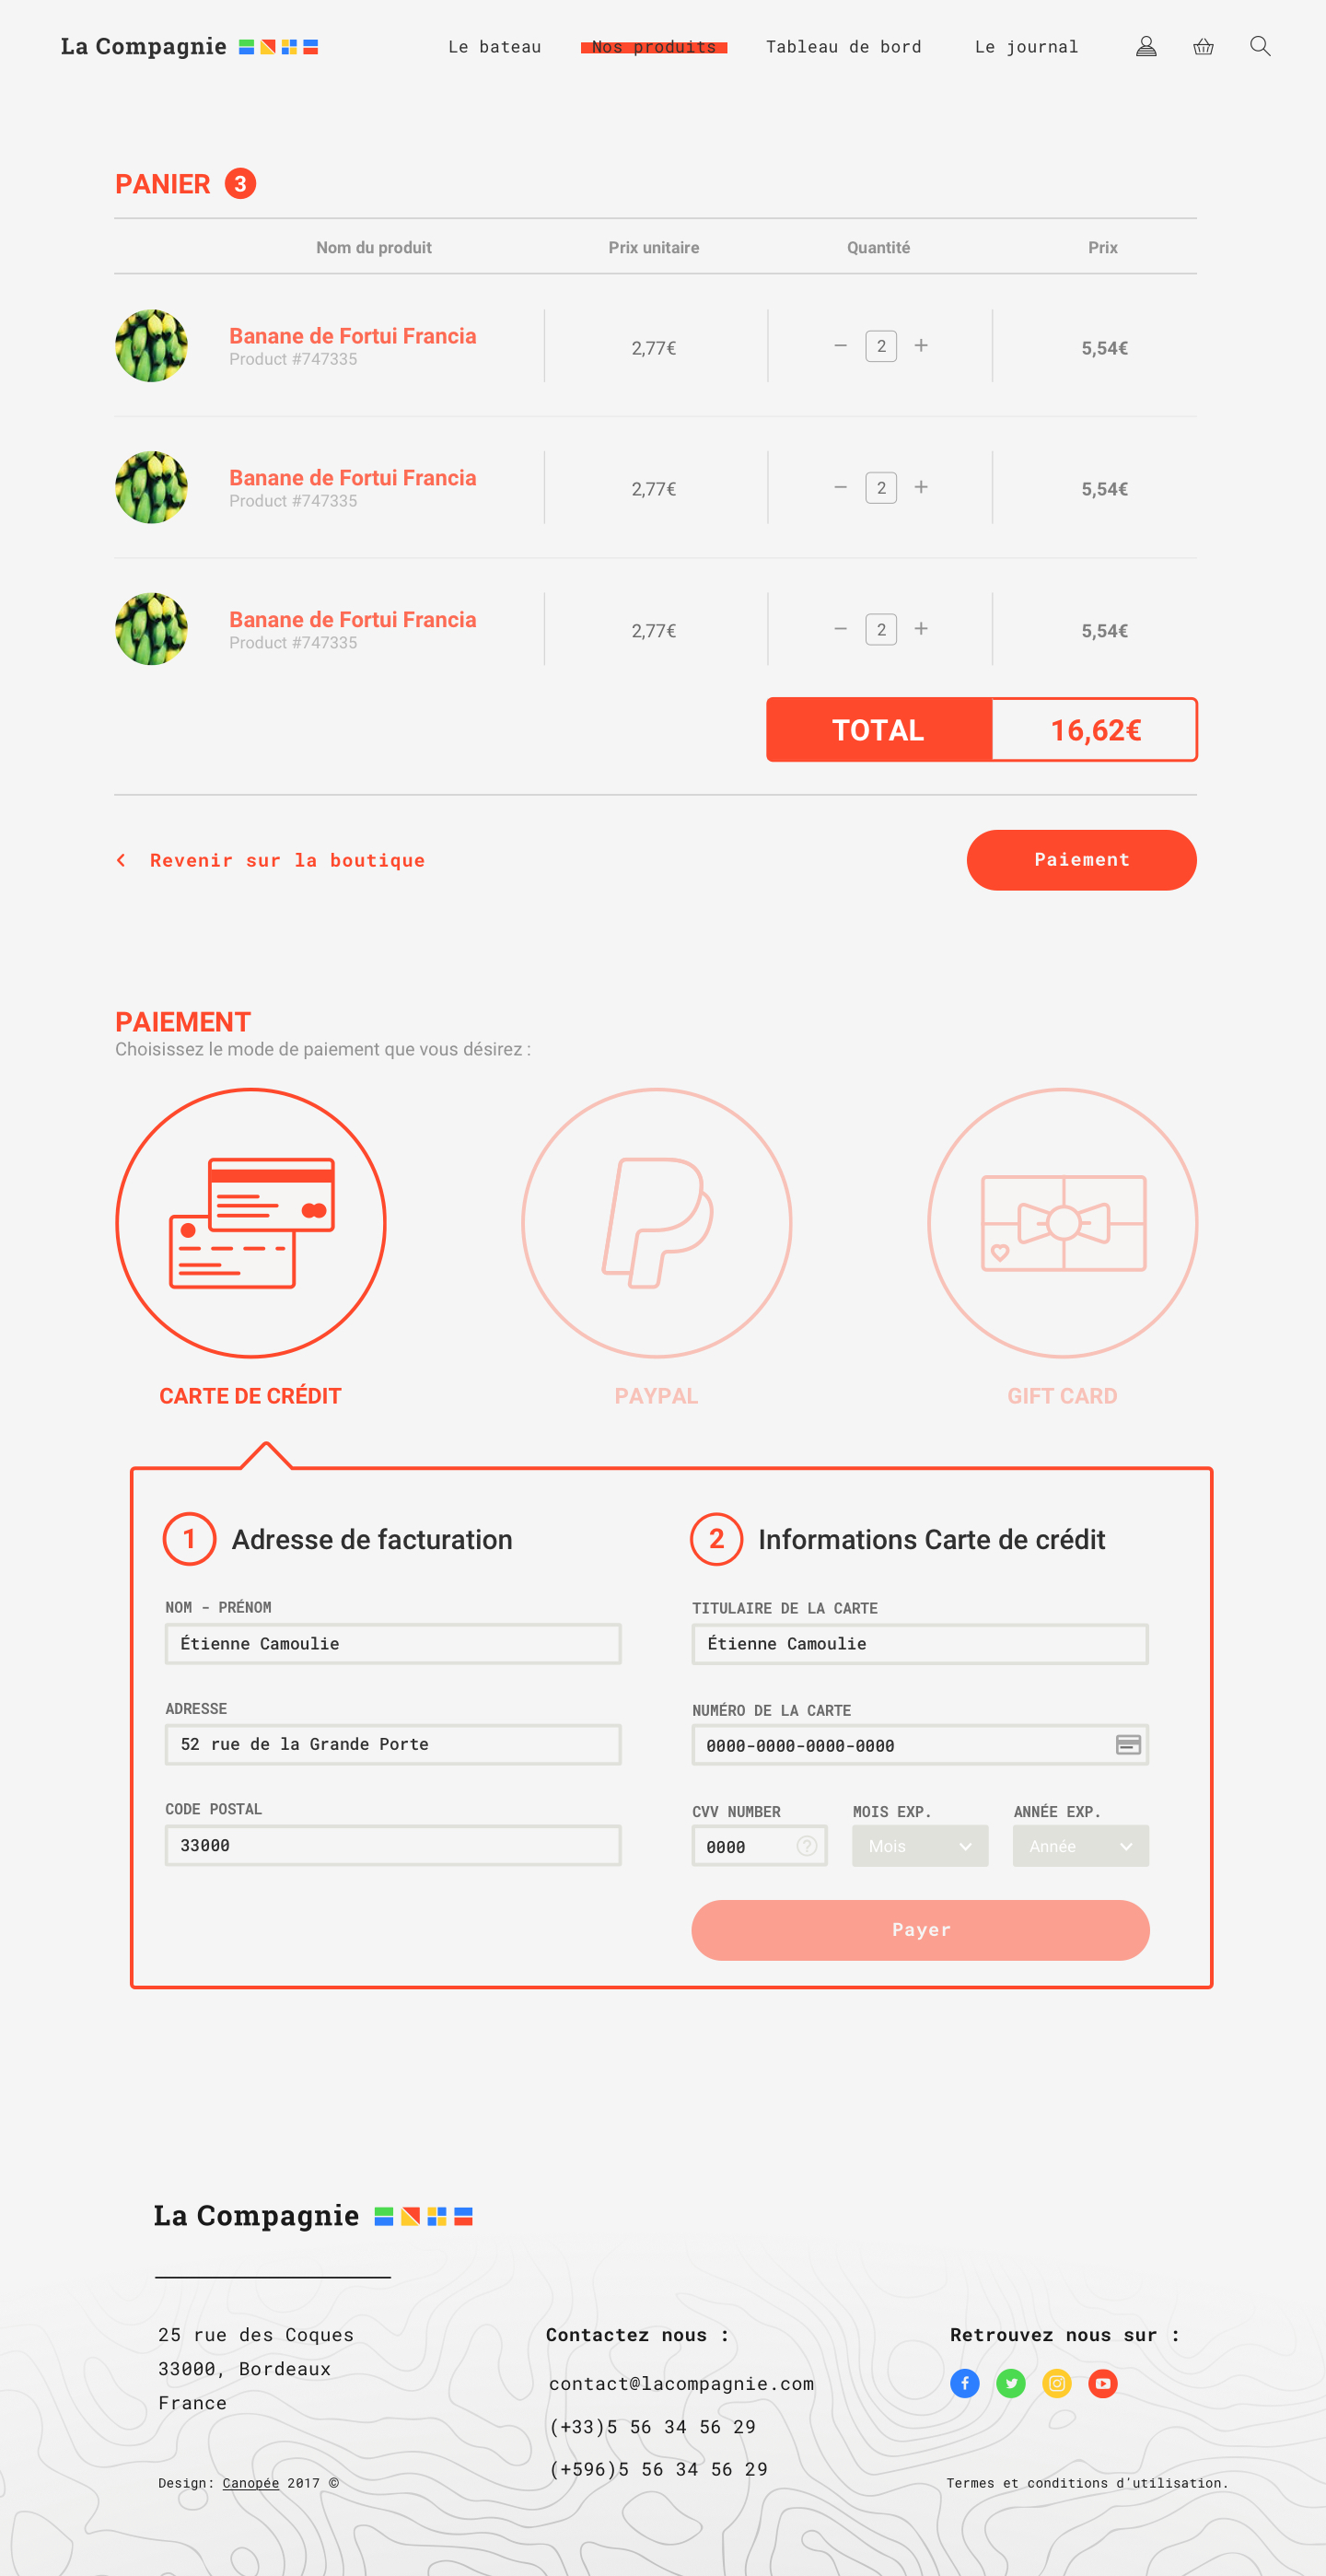 La Compagnie
Le bateau
Nos produits
Tableau de bord
Le journal
PANIER 3
Nom du produit
Prix unitaire
Quantité
Prix
Banane de Fortui Francia
Product #747335
2,77€
− 2 +
5,54€
Banane de Fortui Francia
Product #747335
2,77€
− 2 +
5,54€
Banane de Fortui Francia
Product #747335
2,77€
− 2 +
5,54€
TOTAL
16,62€
Revenir sur la boutique
Paiement
PAIEMENT
Choisissez le mode de paiement que vous désirez :
CARTE DE CRÉDIT
PAYPAL
GIFT CARD
1 Adresse de facturation
NOM - PRÉNOM
Étienne Camoulie
ADRESSE
52 rue de la Grande Porte
CODE POSTAL
33000
2 Informations Carte de crédit
TITULAIRE DE LA CARTE
Étienne Camoulie
NUMÉRO DE LA CARTE
0000-0000-0000-0000
CVV NUMBER
MOIS EXP.
ANNÉE EXP.
0000 ?
Mois
Année
Payer
La Compagnie
25 rue des Coques
33000, Bordeaux
France
Design: Canopée 2017 ©
Contactez nous :
contact@lacompagnie.com
(+33)5 56 34 56 29
(+596)5 56 34 56 29
Retrouvez nous sur :
Termes et conditions d’utilisation.